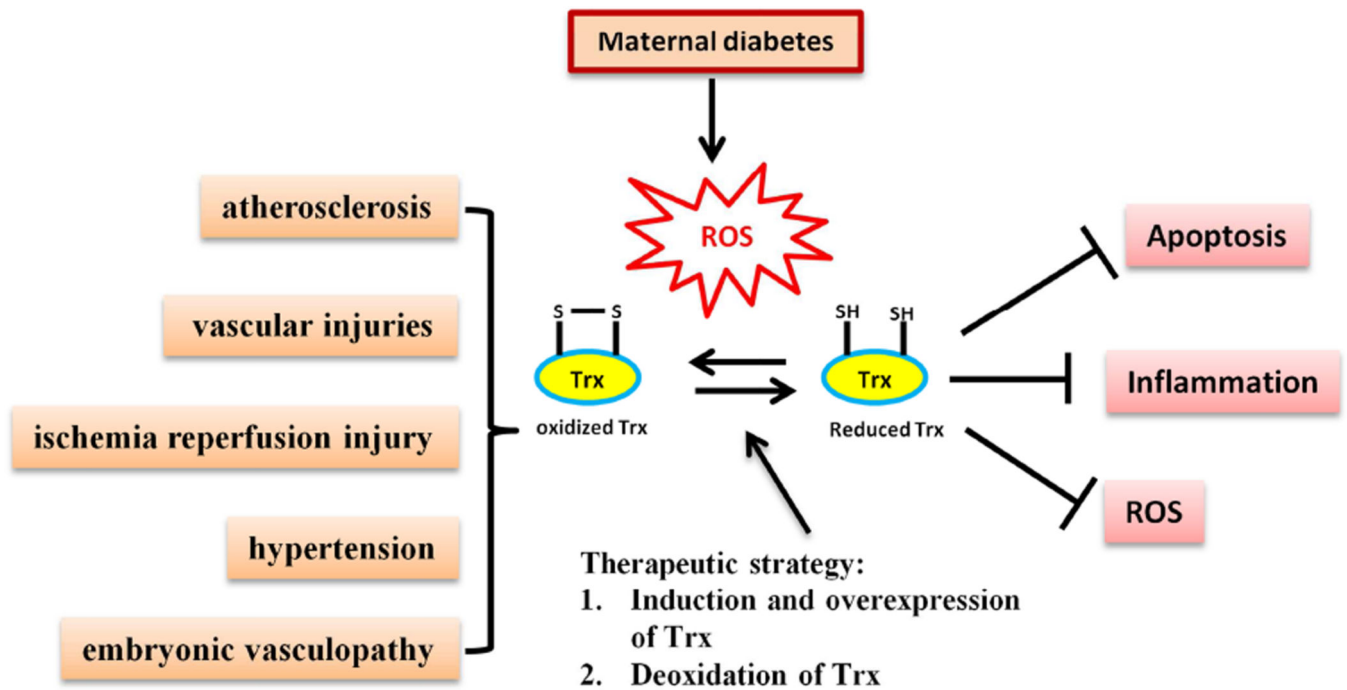 Maternal diabetes
ROS
atherosclerosis
vascular injuries
ischemia reperfusion injury
hypertension
embryonic vasculopathy
S S
Trx
oxidized Trx
SH SH
Trx
Reduced Trx
Apoptosis
Inflammation
ROS
Therapeutic strategy:
1. Induction and overexpression
of Trx
2. Deoxidation of Trx